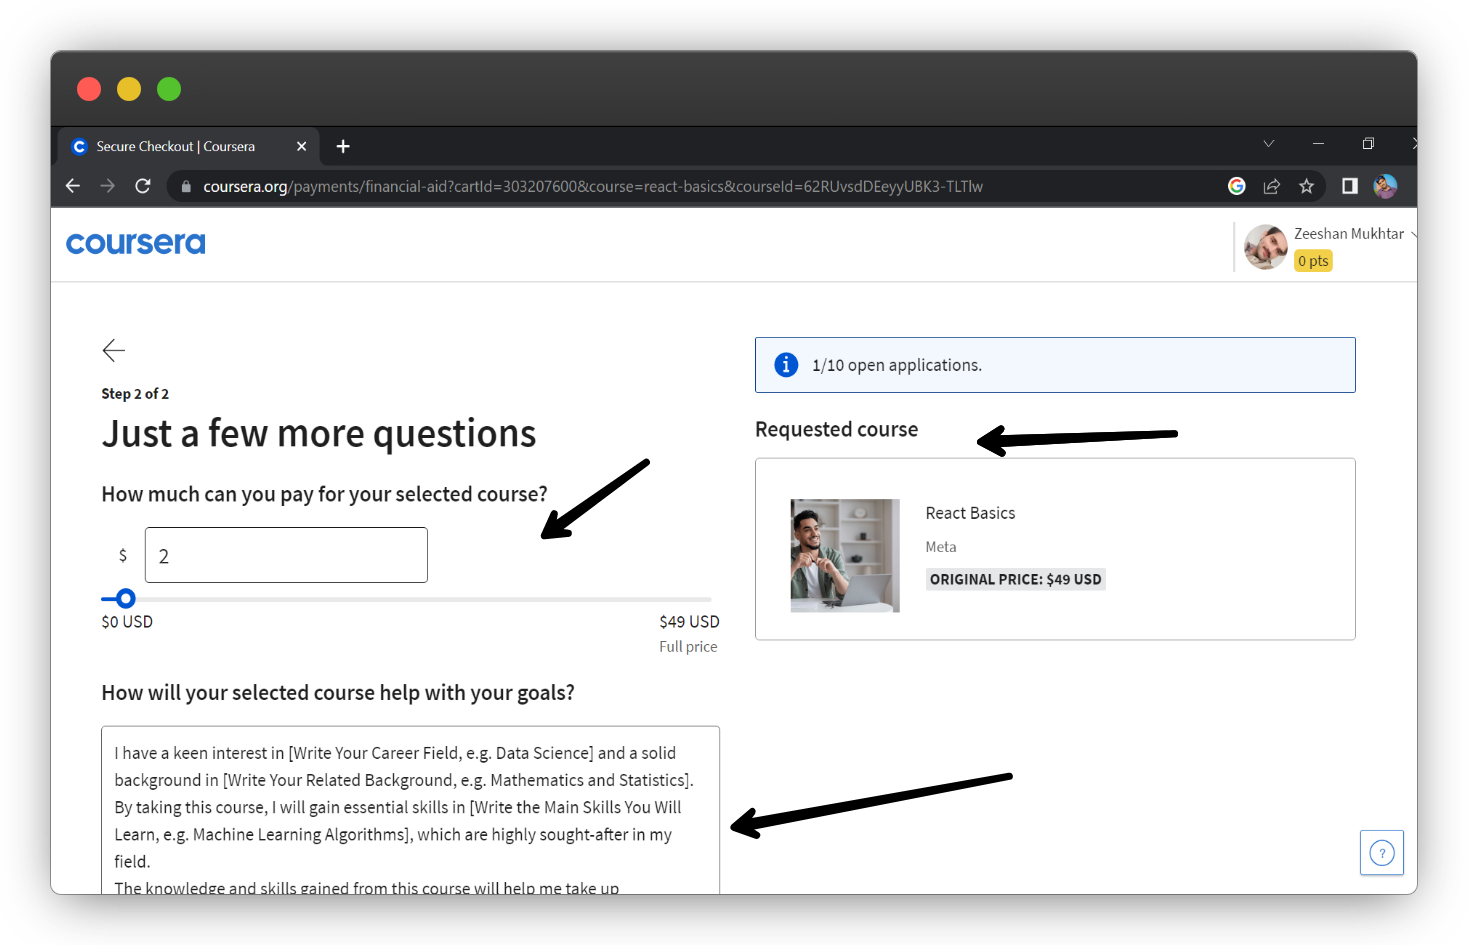 Secure Checkout | Coursera
coursera.org/payments/financial-aid?cartId=303207600&course=react-basics&courseId=62RUvsdDEeyyUBK3-TLTlw
coursera
Zeeshan Mukhtar
0 pts
Step 2 of 2
Just a few more questions
How much can you pay for your selected course?
$ 2
$0 USD
$49 USD
Full price
How will your selected course help with your goals?
I have a keen interest in [Write Your Career Field, e.g. Data Science] and a solid
background in [Write Your Related Background, e.g. Mathematics and Statistics].
By taking this course, I will gain essential skills in [Write the Main Skills You Will
Learn, e.g. Machine Learning Algorithms], which are highly sought-after in my
field.
The knowledge and skills gained from this course will help me take up
1/10 open applications.
Requested course
React Basics
Meta
ORIGINAL PRICE: $49 USD